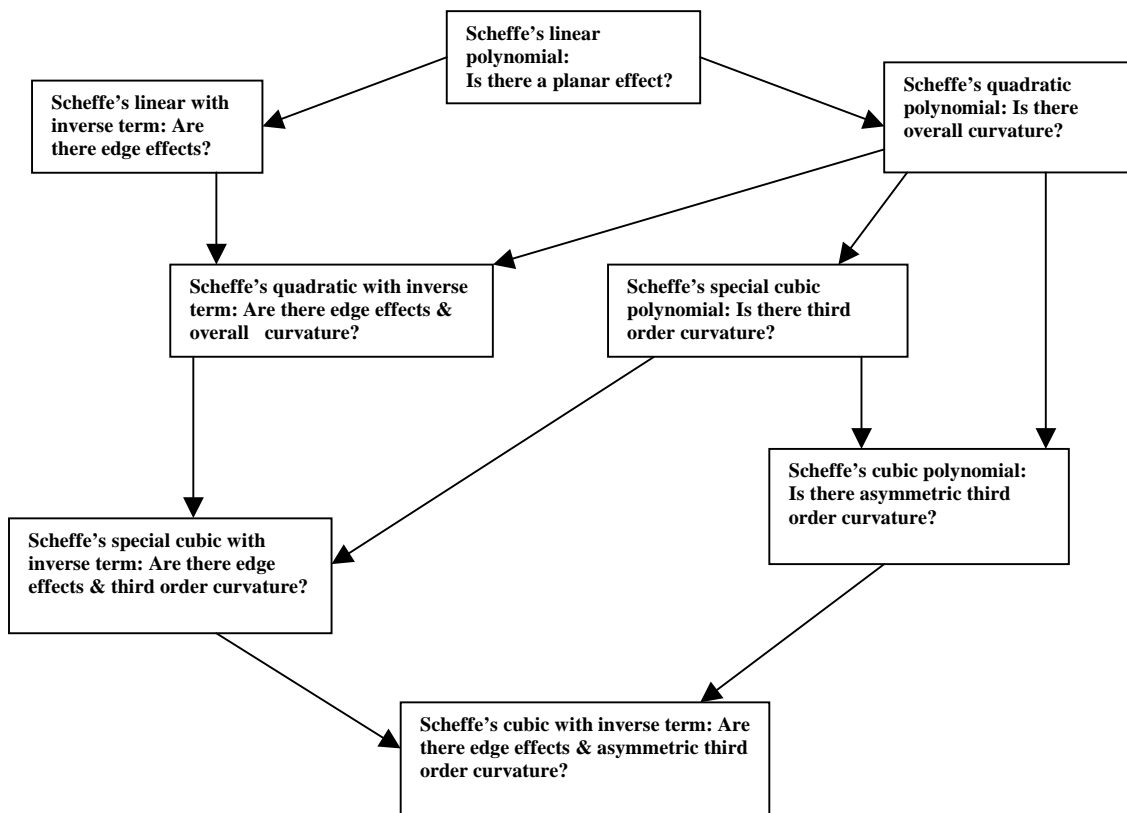 Scheffe's linear
polynomial:
Is there a planar effect?
Scheffe's linear with
inverse term: Are
there edge effects?
Scheffe's quadratic
polynomial: Is there
overall curvature?
Scheffe's quadratic with inverse
term: Are there edge effects &
overall curvature?
Scheffe's special cubic
polynomial: Is there third
order curvature?
Scheffe's cubic polynomial:
Is there asymmetric third
order curvature?
Scheffe's special cubic with
inverse term: Are there edge
effects & third order curvature?
Scheffe's cubic with inverse term: Are
there edge effects & asymmetric third
order curvature?